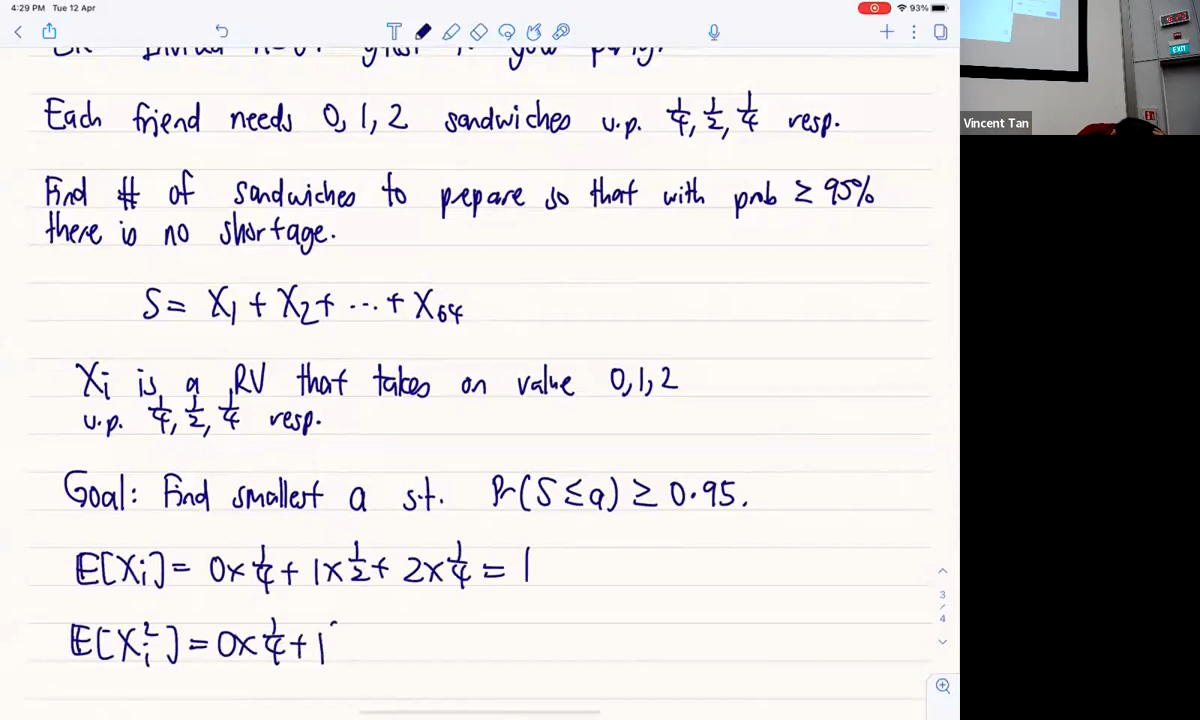 4:29 PM Tue 12 Apr
93%
T
Each friend needs 0, 1, 2 sandwiches w.p. 1/4, 1/2, 1/4 resp.
Find # of sandwiches to prepare so that with prob ≥ 95%
there is no shortage.
S = X₁ + X₂ + ... + X₆₄
Xi is a RV that takes on value 0, 1, 2
w.p. 1/4, 1/2, 1/4 resp.
Goal: Find smallest a s.t. Pr(S ≤ a) ≥ 0.95.
E[Xi] = 0 x 1/4 + 1 x 1/2 + 2 x 1/4 = 1
E[Xi²] = 0 x 1/4 + 1
3
/
4
Vincent Tan
EXIT